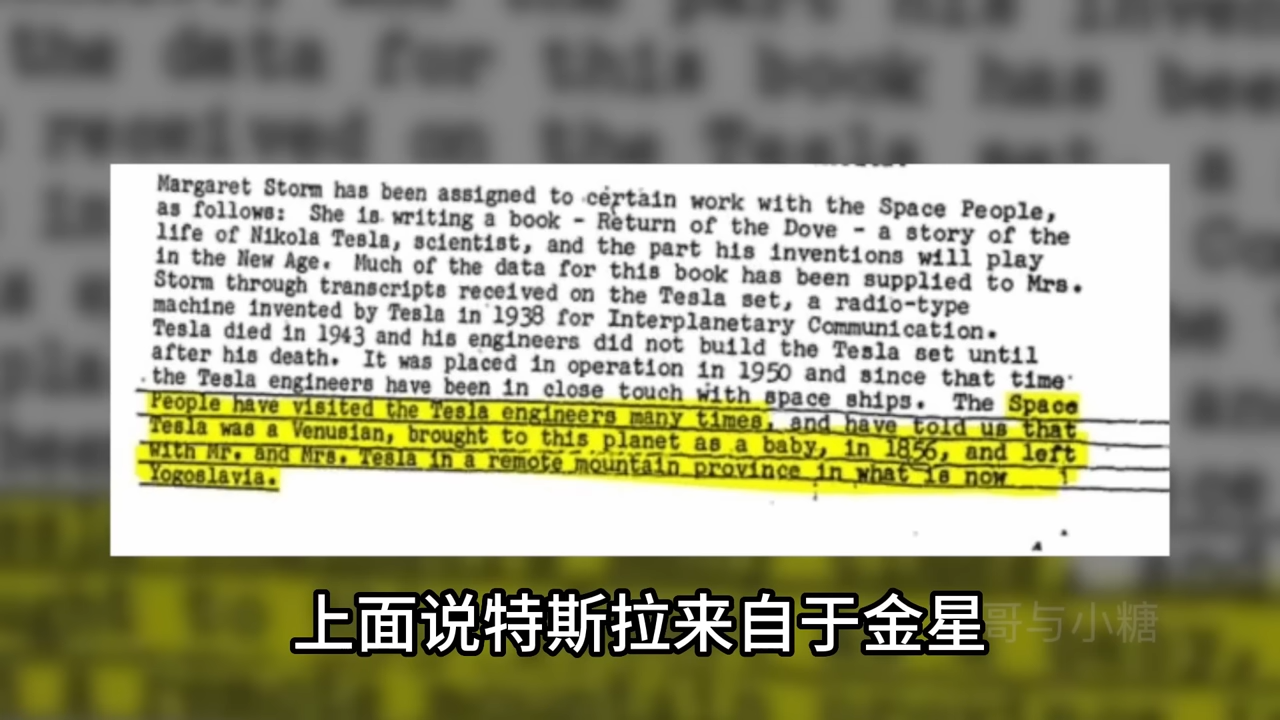 Margaret Storm has been assigned to certain work with the Space People,
as follows: She is writing a book - Return of the Dove - a story of the
life of Nikola Tesla, scientist, and the part his inventions will play
in the New Age. Much of the data for this book has been supplied to Mrs.
Storm through transcripts received on the Tesla set, a radio-type
machine invented by Tesla in 1938 for Interplanetary Communication.
Tesla died in 1943 and his engineers did not build the Tesla set until
after his death. It was placed in operation in 1950 and since that time
the Tesla engineers have been in close touch with space ships. The Space
People have visited the Tesla engineers many times, and have told us that
Tesla was a Venusian, brought to this planet as a baby, in 1856, and left
with Mr. and Mrs. Tesla in a remote mountain province in what is now
Yogoslavia.
上面说特斯拉来自于金星
哥与小糖